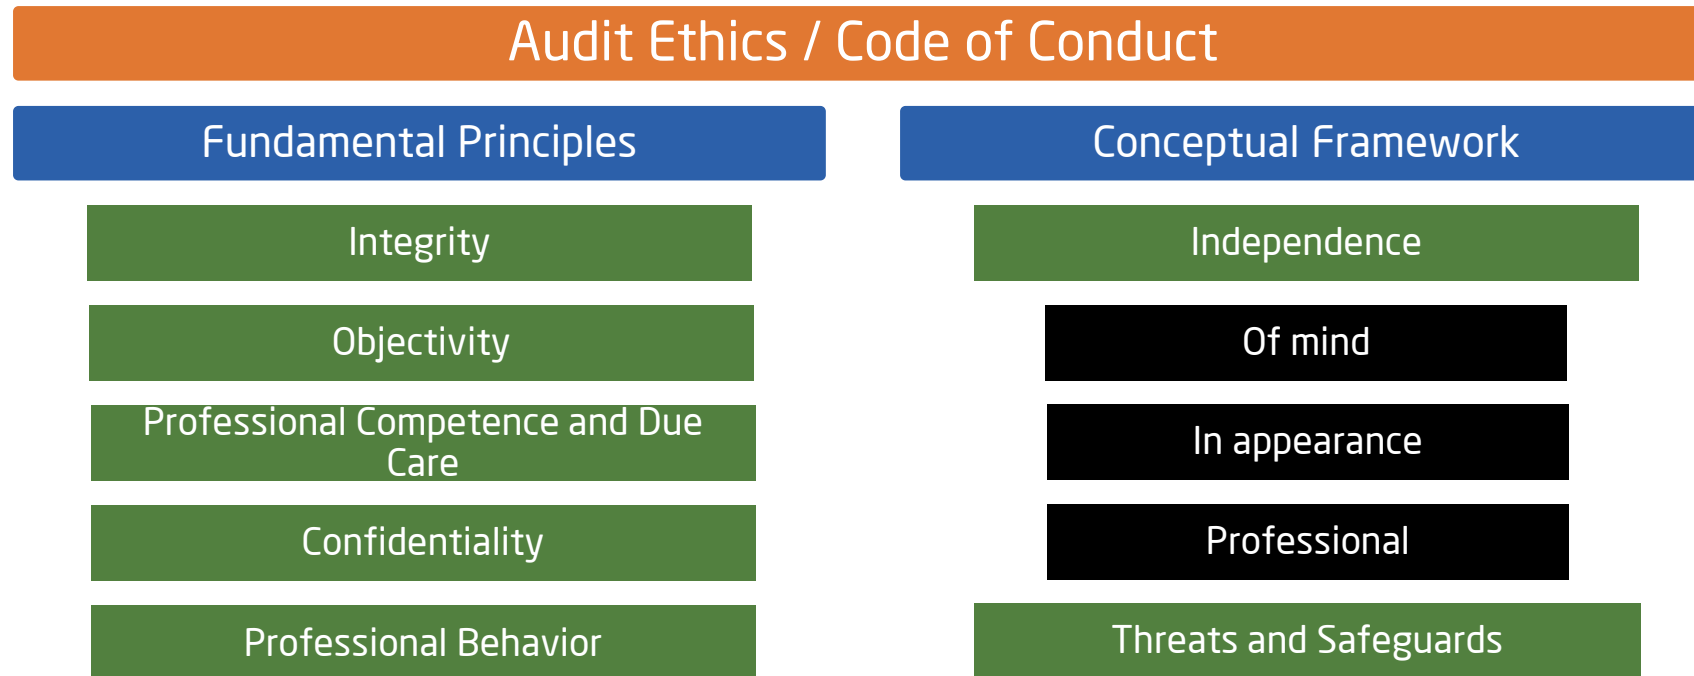 Audit Ethics / Code of Conduct
Fundamental Principles
Integrity
Objectivity
Professional Competence and Due
Care
Confidentiality
Professional Behavior
Conceptual Framework
Independence
Of mind
In appearance
Professional
Threats and Safeguards